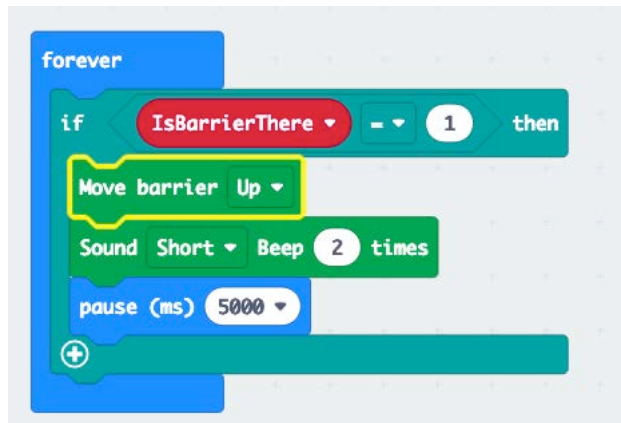 forever
if IsBarrierThere = 1 then
Move barrier Up
Sound Short Beep 2 times
pause (ms) 5000